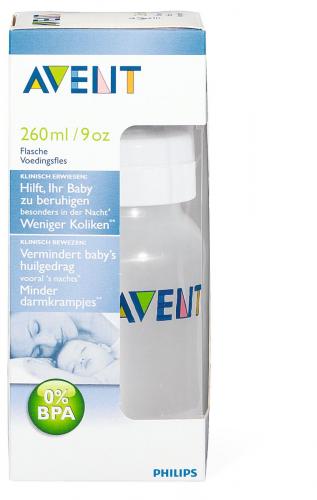 AVENT
260ml/9oz
Flasche
Voedingsfles
KLINISCH ERWIESEN:
Hilft, Ihr Baby
zu beruhigen
besonders in der Nacht*
Weniger Koliken**
KLINISCH BEWEZEN:
Vermindert baby's
huilgedrag
vooral 's nachts*
Minder
darmkrampjes**
AVENT
0%
BPA
PHILIPS